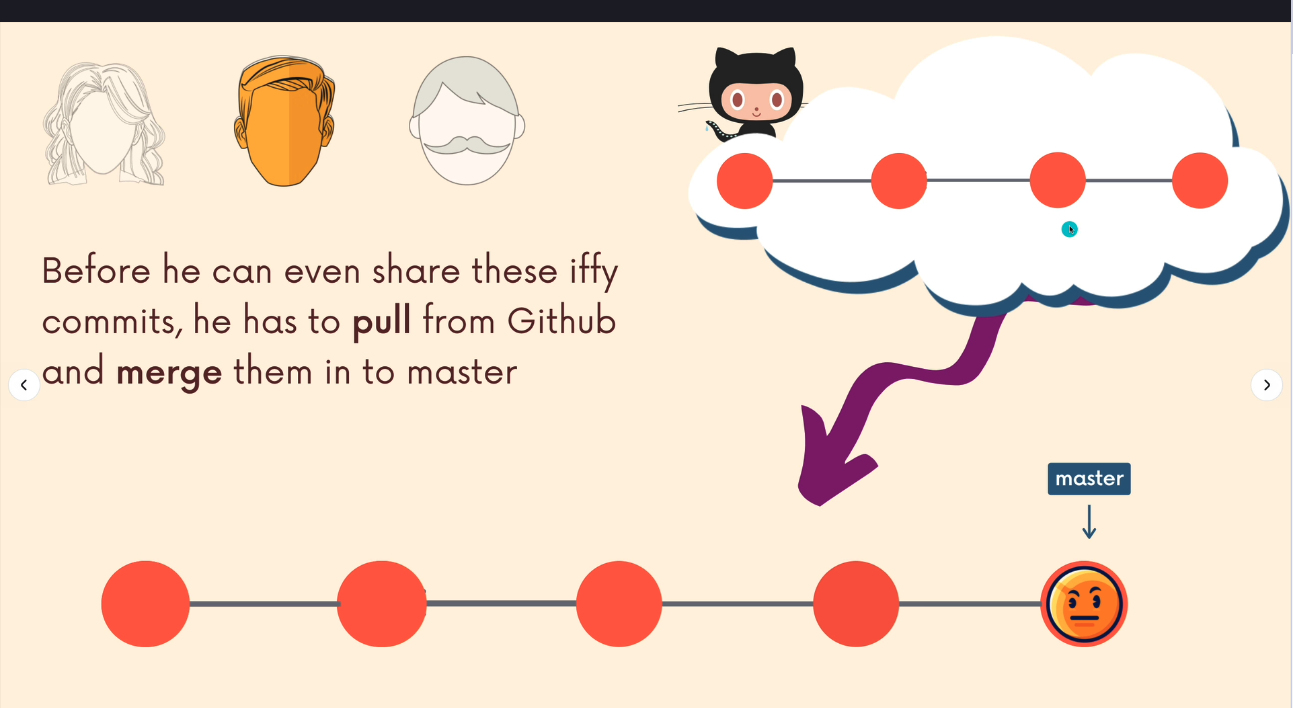 Before he can even share these iffy
commits, he has to pull from Github
and merge them in to master
master